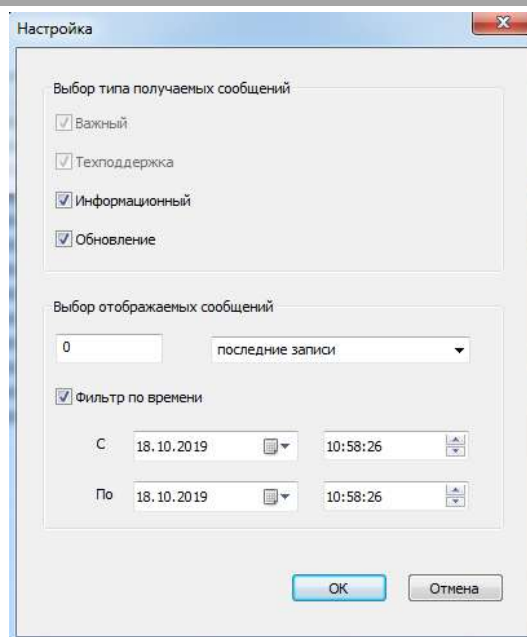 Настройка
Выбор типа получаемых сообщений
Важный
Техподдержка
Информационный
Обновление
Выбор отображаемых сообщений
0 последние записи
Фильтр по времени
С 18.10.2019 10:58:26
По 18.10.2019 10:58:26
ОК Отмена